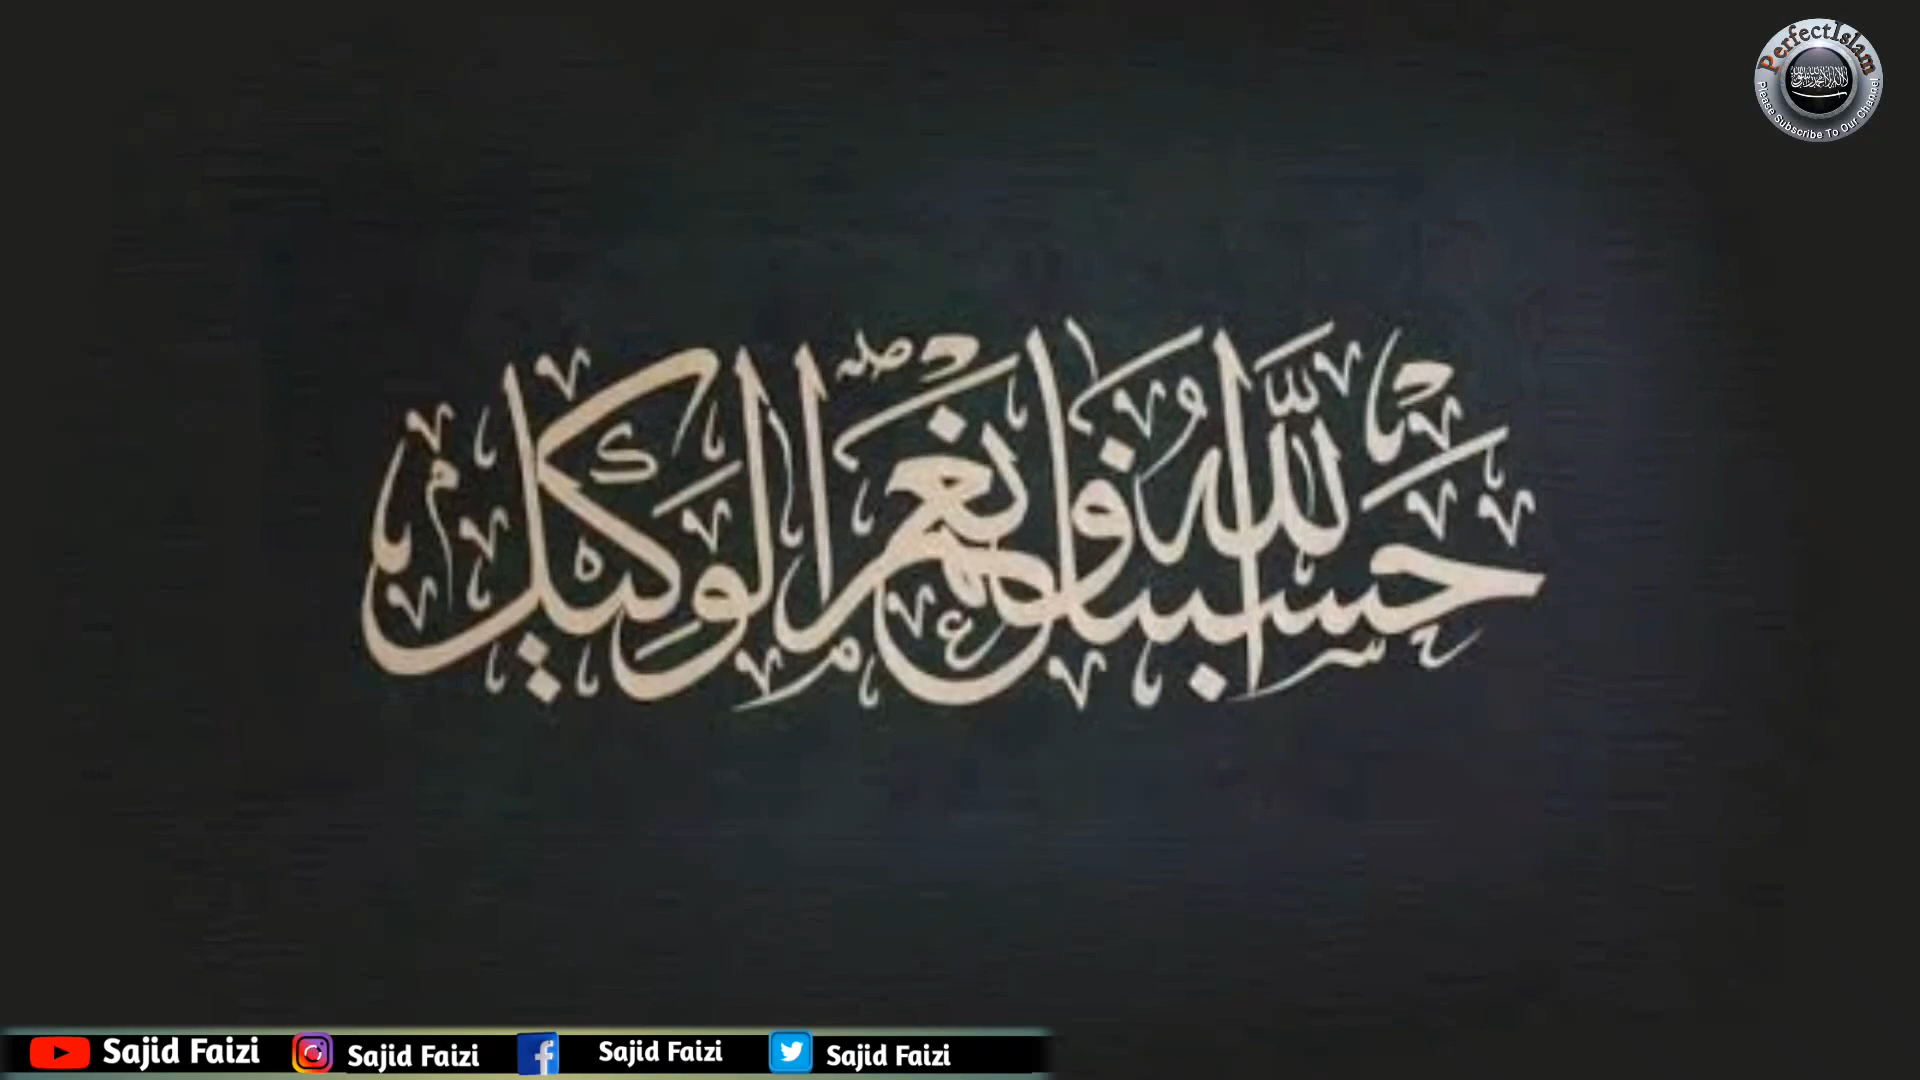 PerfectIslam
Please Subscribe To Our Channel
حسبنا الله ونعم الوكيل
Sajid Faizi
Sajid Faizi
Sajid Faizi
Sajid Faizi